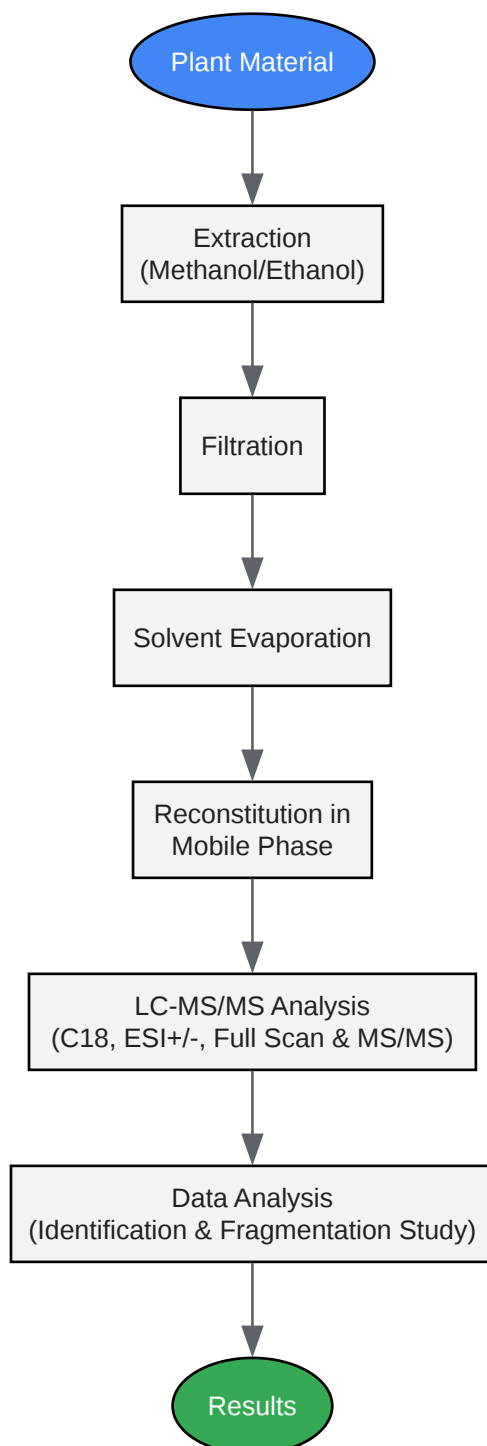 Plant Material
Extraction
(Methanol/Ethanol)
Filtration
Solvent Evaporation
Reconstitution in
Mobile Phase
LC-MS/MS Analysis
(C18, ESI+/-, Full Scan & MS/MS)
Data Analysis
(Identification & Fragmentation Study)
Results